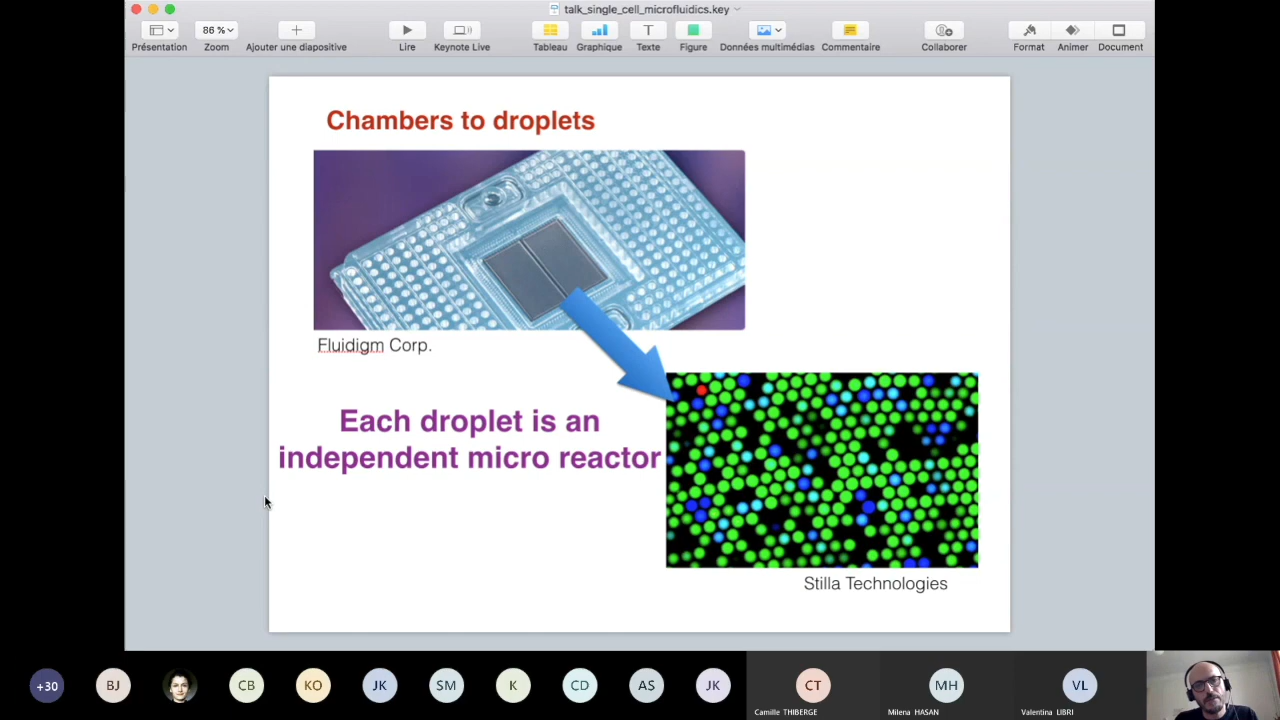 talk_single_cell_microfluidics.key
86 %
Présentation
Zoom
Ajouter une diapositive
Lire
Keynote Live
Tableau
Graphique
Texte
Figure
Données multimédias
Commentaire
Collaborer
Format
Animer
Document
Chambers to droplets
Fluidigm Corp.
Each droplet is an
independent micro reactor
Stilla Technologies
+30
BJ
CB
KO
JK
SM
K
CD
AS
JK
CT
MH
VL
Camille THIBERGE
Milena HASAN
Valentina LIBRI